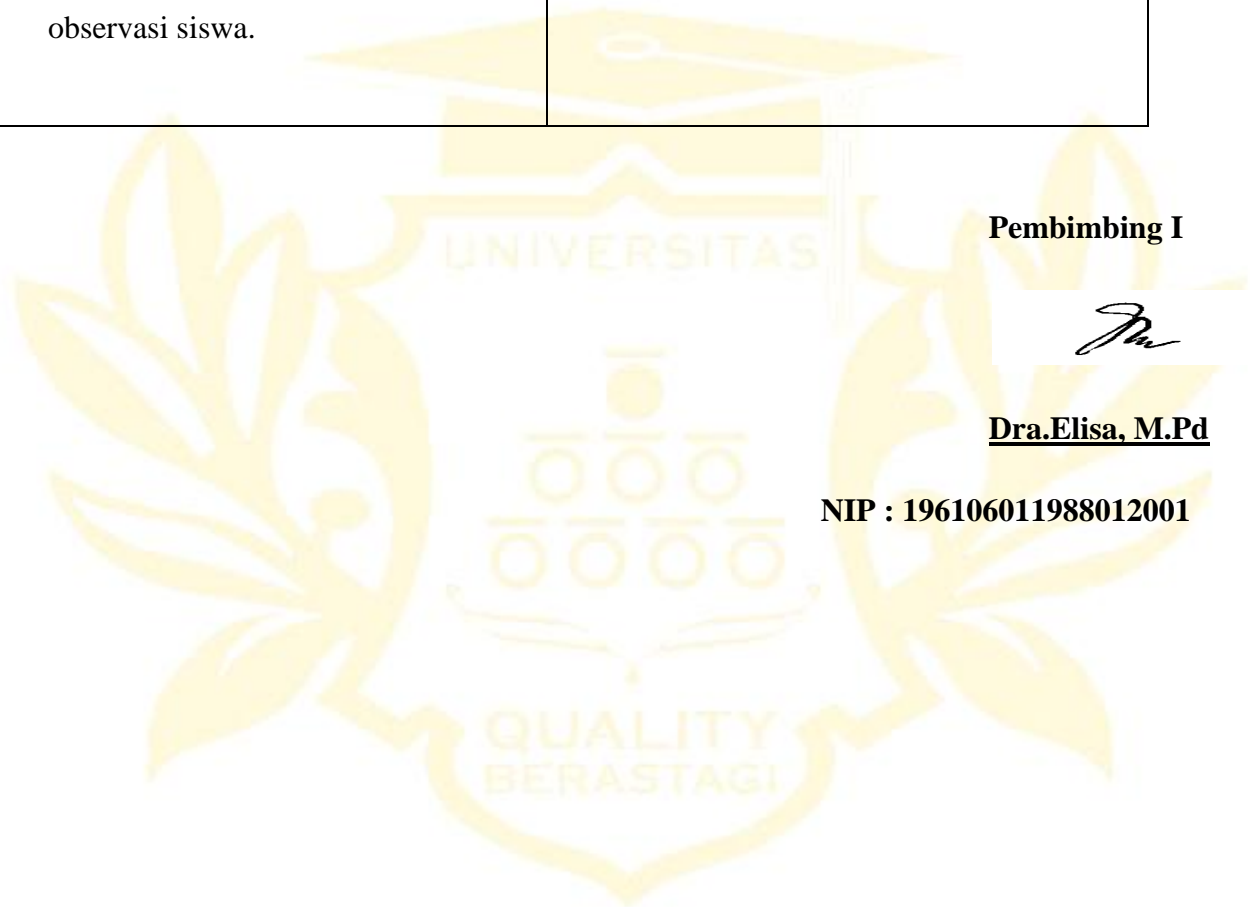 observasi siswa.
UNIVERSITAS
Pembimbing I
Dra.Elisa, M.Pd
NIP : 196106011988012001
QUALITY
BERASTAGI